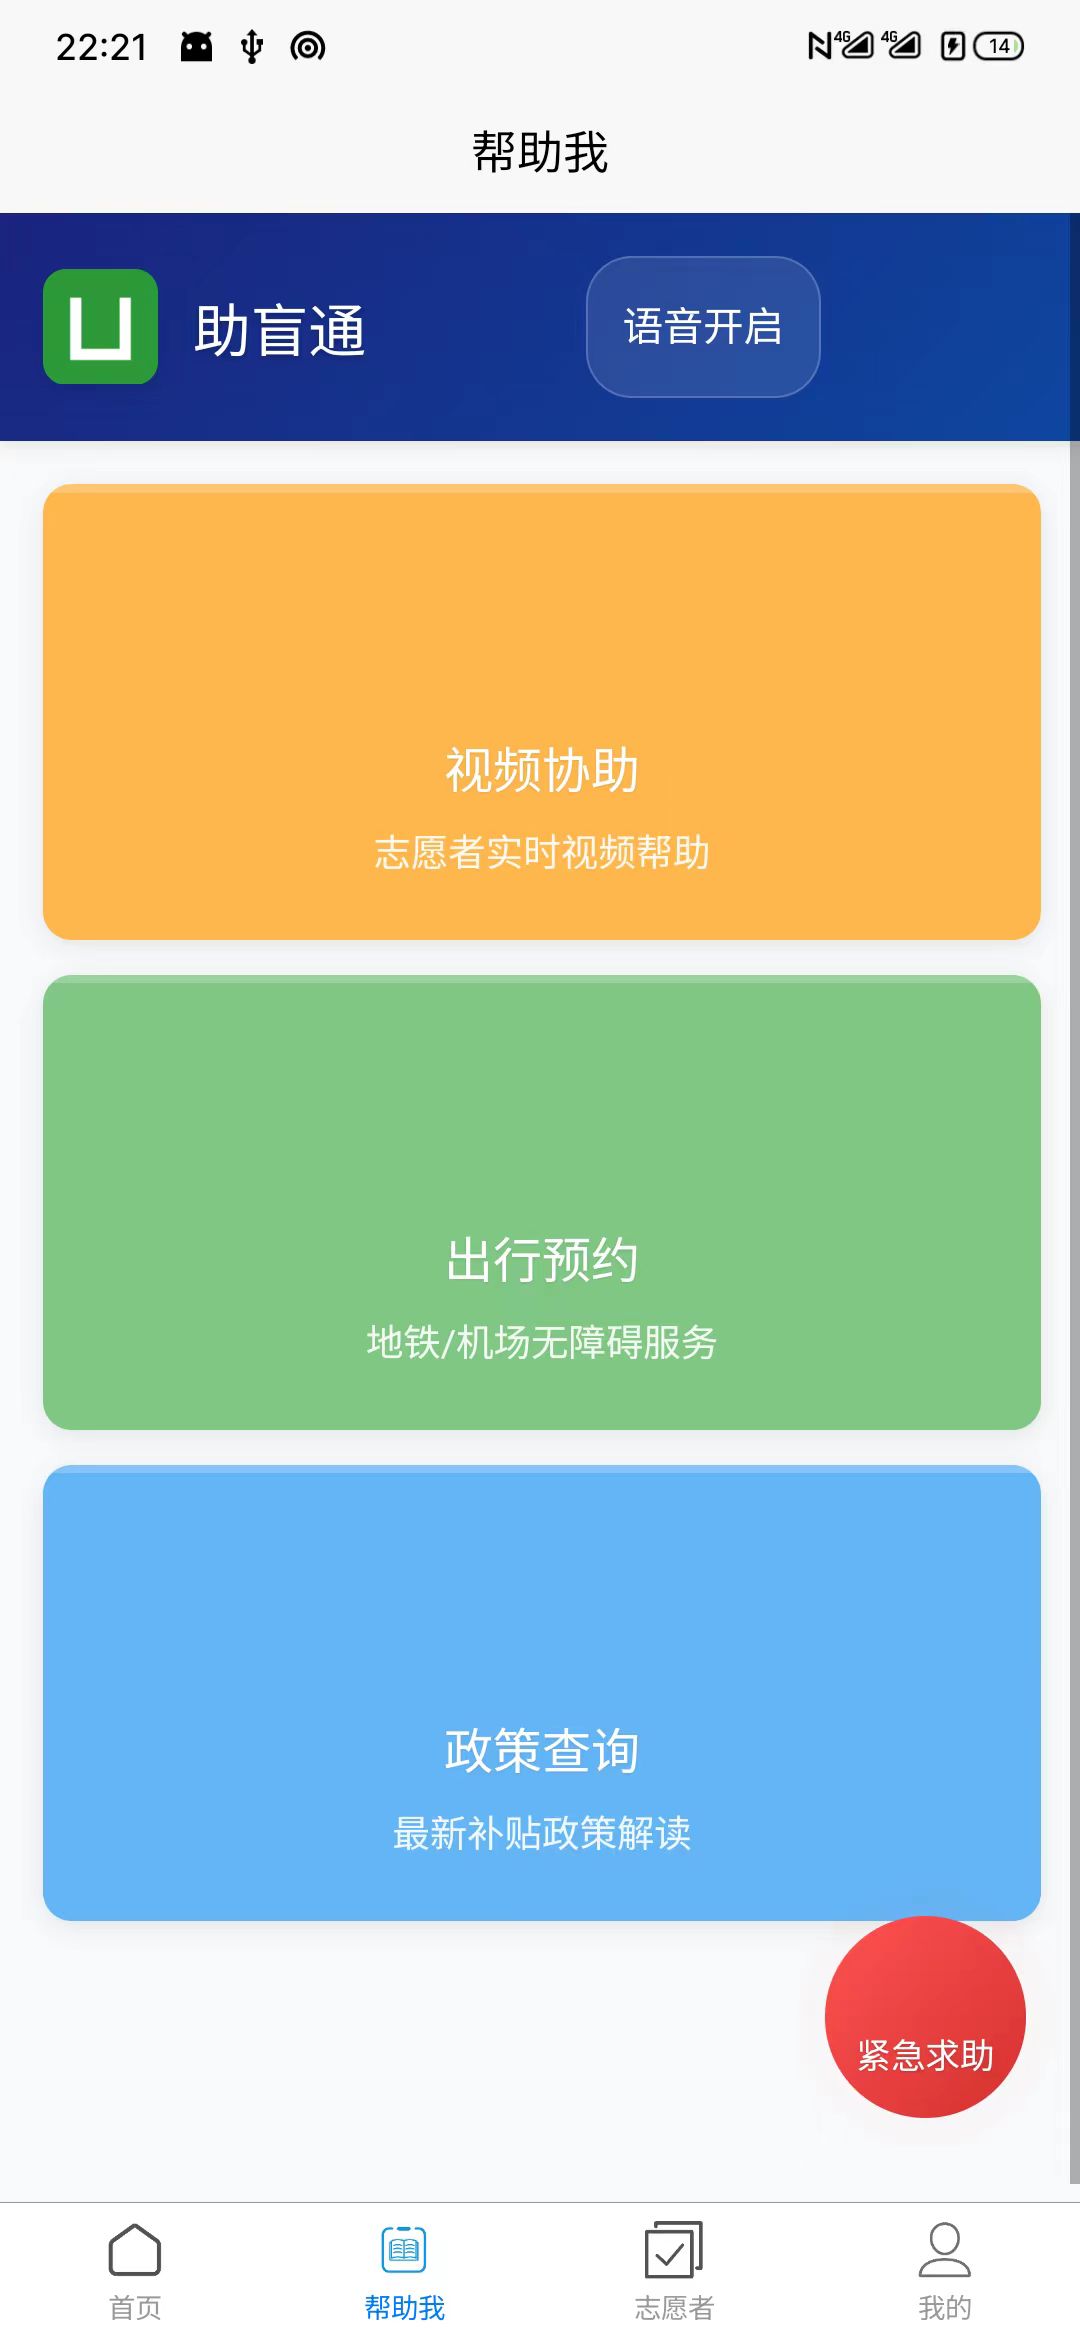 22:21
4G 4G 14
帮助我
助盲通
语音开启
视频协助
志愿者实时视频帮助
出行预约
地铁/机场无障碍服务
政策查询
最新补贴政策解读
紧急求助
首页
帮助我
志愿者
我的